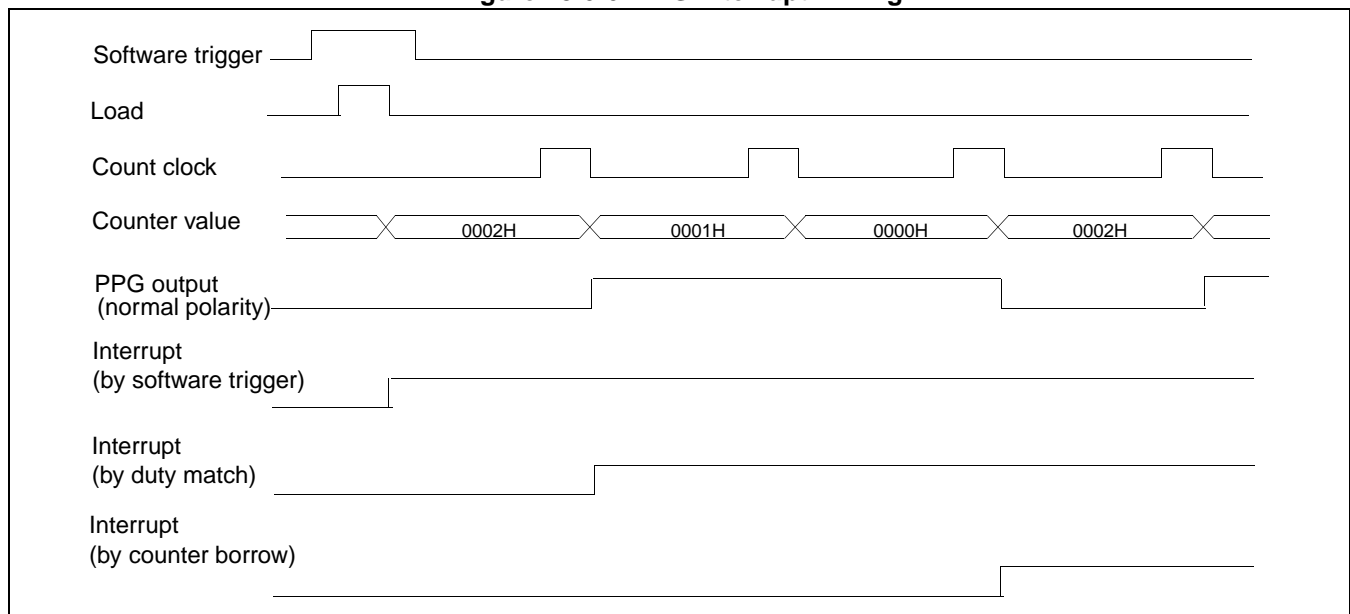 Software trigger
Load
Count clock
Counter value
0002H 0001H 0000H 0002H
PPG output
(normal polarity)
Interrupt
(by software trigger)
Interrupt
(by duty match)
Interrupt
(by counter borrow)